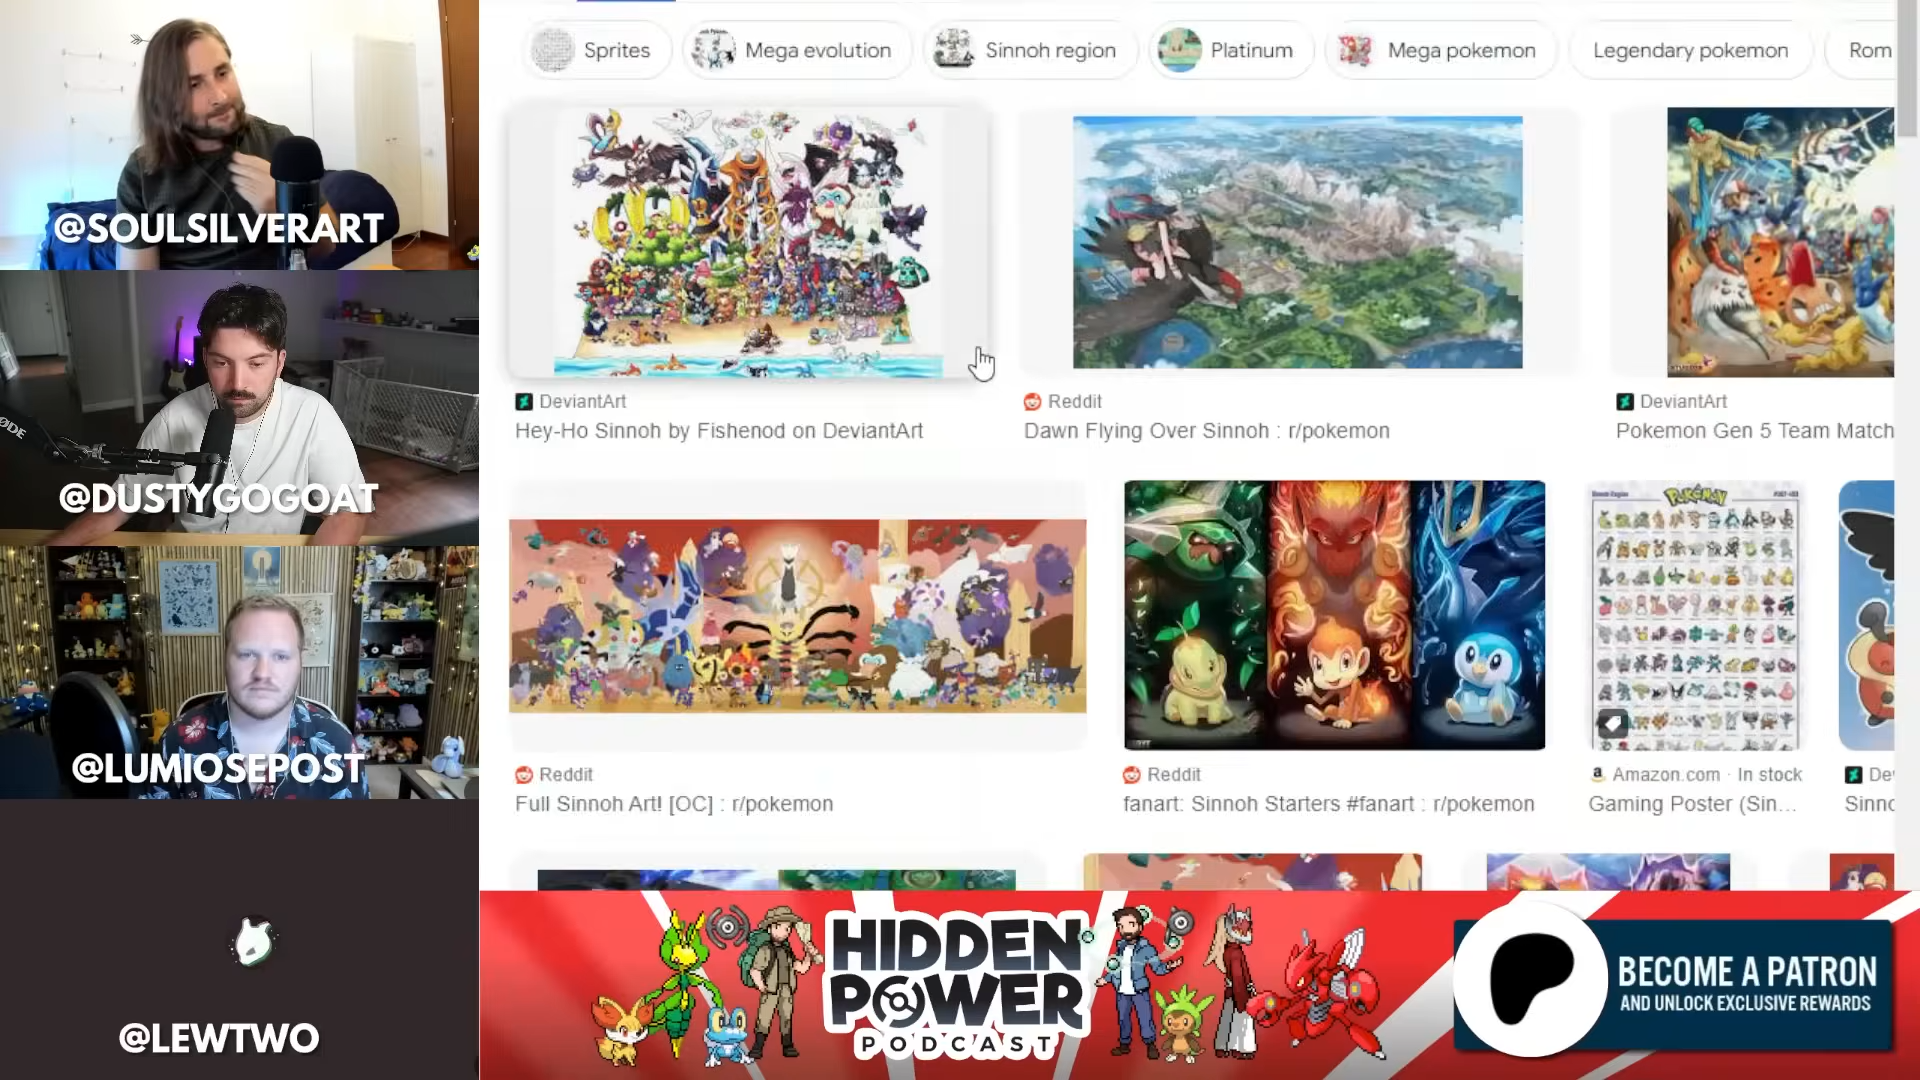 @SOULSILVERART
@DUSTYGOGOAT
@LUMIOSEPOST
@LEWTWO
Sprites
Mega evolution
Sinnoh region
Platinum
Mega pokemon
Legendary pokemon
Rom
DeviantArt
Hey-Ho Sinnoh by Fishenod on DeviantArt
Reddit
Dawn Flying Over Sinnoh : r/pokemon
DeviantArt
Pokemon Gen 5 Team Match
Reddit
Full Sinnoh Art! [OC] : r/pokemon
Reddit
fanart: Sinnoh Starters #fanart : r/pokemon
POKéMON
Amazon.com · In stock
Gaming Poster (Sin...
De
Sinnc
HIDDEN
POWER
PODCAST
BECOME A PATRON
AND UNLOCK EXCLUSIVE REWARDS